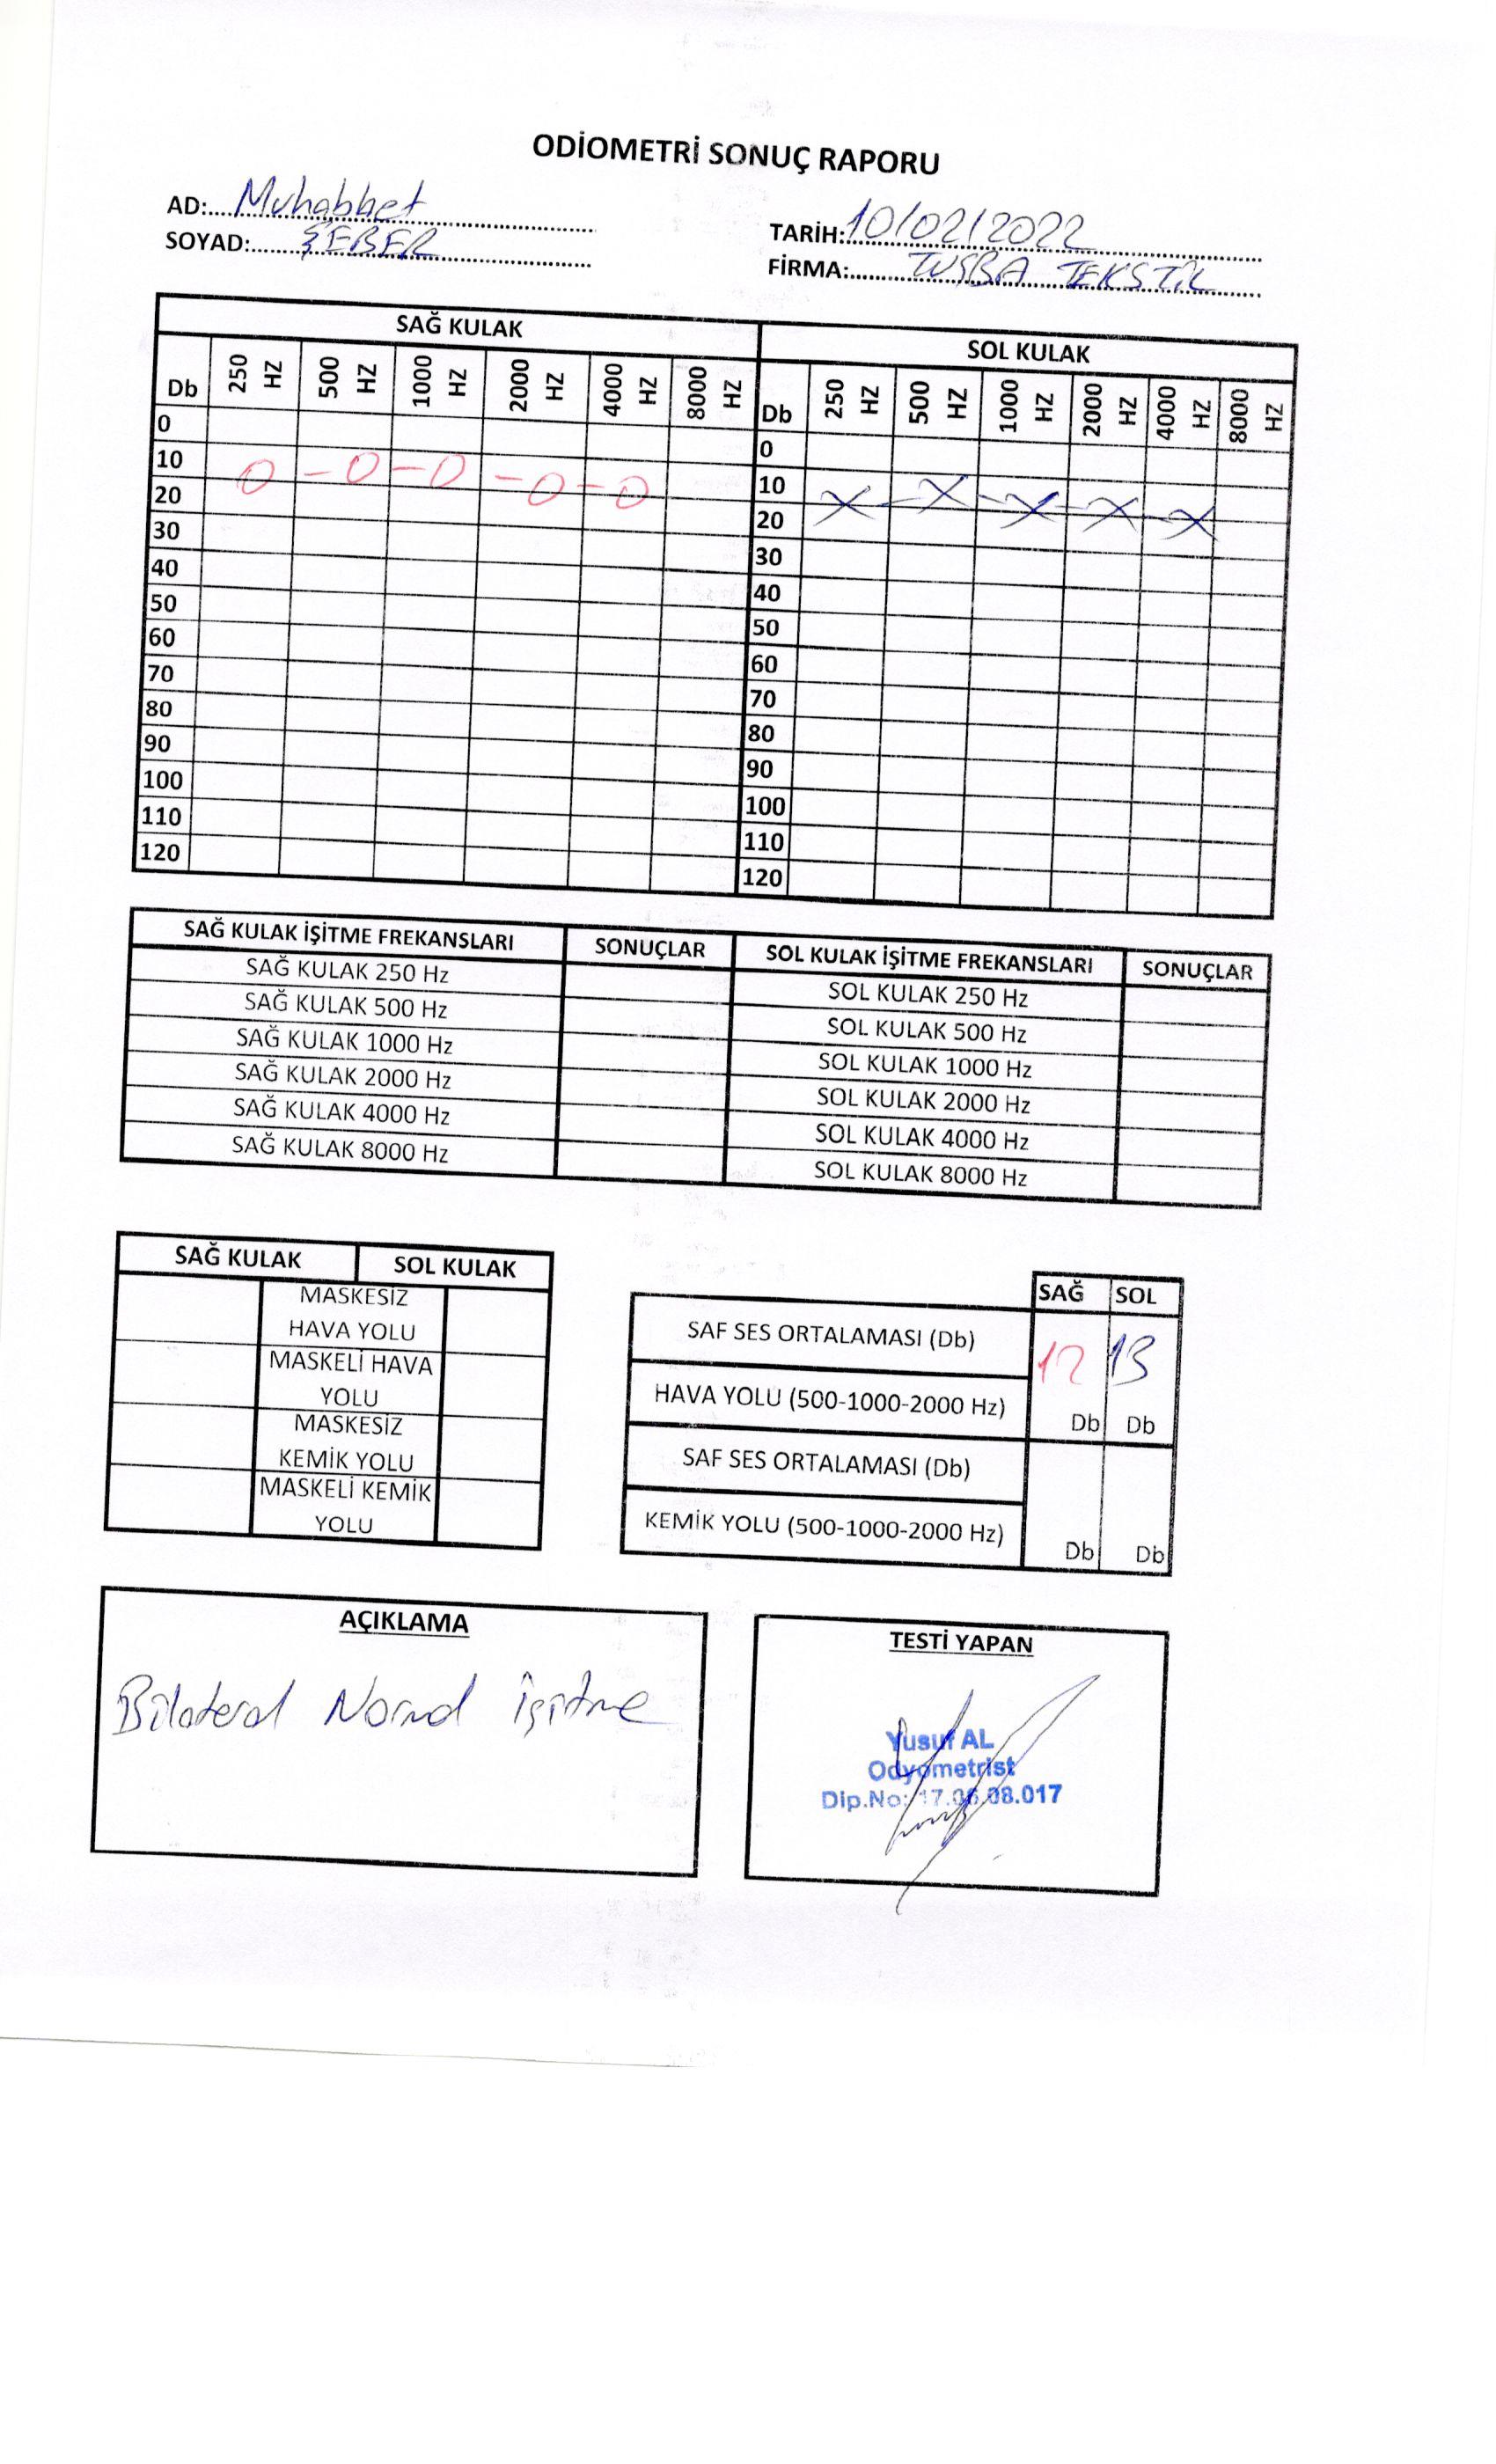 ODİOMETRİ SONUÇ RAPORU
AD: Muhabbet
SOYAD: ŞEBER
TARİH: 10/02/2022
FİRMA: TUŞBA TEKSTİL
SAĞ KULAK SOL KULAK
Db 250 HZ 500 HZ 1000 HZ 2000 HZ 4000 HZ 8000 HZ Db 250 HZ 500 HZ 1000 HZ 2000 HZ 4000 HZ 8000 HZ
0 0
10 0 - 0 - 0 - 0 - 0 10 X - X - X - X - X
20 20
30 30
40 40
50 50
60 60
70 70
80 80
90 90
100 100
110 110
120 120
SAĞ KULAK İŞİTME FREKANSLARI SONUÇLAR SOL KULAK İŞİTME FREKANSLARI SONUÇLAR
SAĞ KULAK 250 Hz SOL KULAK 250 Hz
SAĞ KULAK 500 Hz SOL KULAK 500 Hz
SAĞ KULAK 1000 Hz SOL KULAK 1000 Hz
SAĞ KULAK 2000 Hz SOL KULAK 2000 Hz
SAĞ KULAK 4000 Hz SOL KULAK 4000 Hz
SAĞ KULAK 8000 Hz SOL KULAK 8000 Hz
SAĞ KULAK SOL KULAK
MASKESİZ
HAVA YOLU
MASKELİ HAVA
YOLU
MASKESİZ
KEMİK YOLU
MASKELİ KEMİK
YOLU
SAĞ SOL
SAF SES ORTALAMASI (Db) 12 13
HAVA YOLU (500-1000-2000 Hz) Db Db
SAF SES ORTALAMASI (Db)
KEMİK YOLU (500-1000-2000 Hz) Db Db
AÇIKLAMA
Bilateral Normal İşitme
TESTİ YAPAN
Yusuf AL
Odyometrist
Dip.No: 17.06.08.017